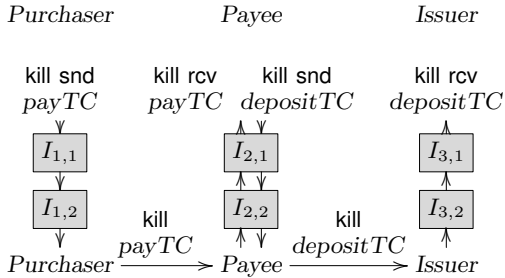 Purchaser Payee Issuer
kill snd kill rcv kill snd kill rcv
payTC payTC depositTC depositTC
I1,1 I2,1 I3,1
I1,2 I2,2 I3,2
kill kill
payTC depositTC
Purchaser Payee Issuer